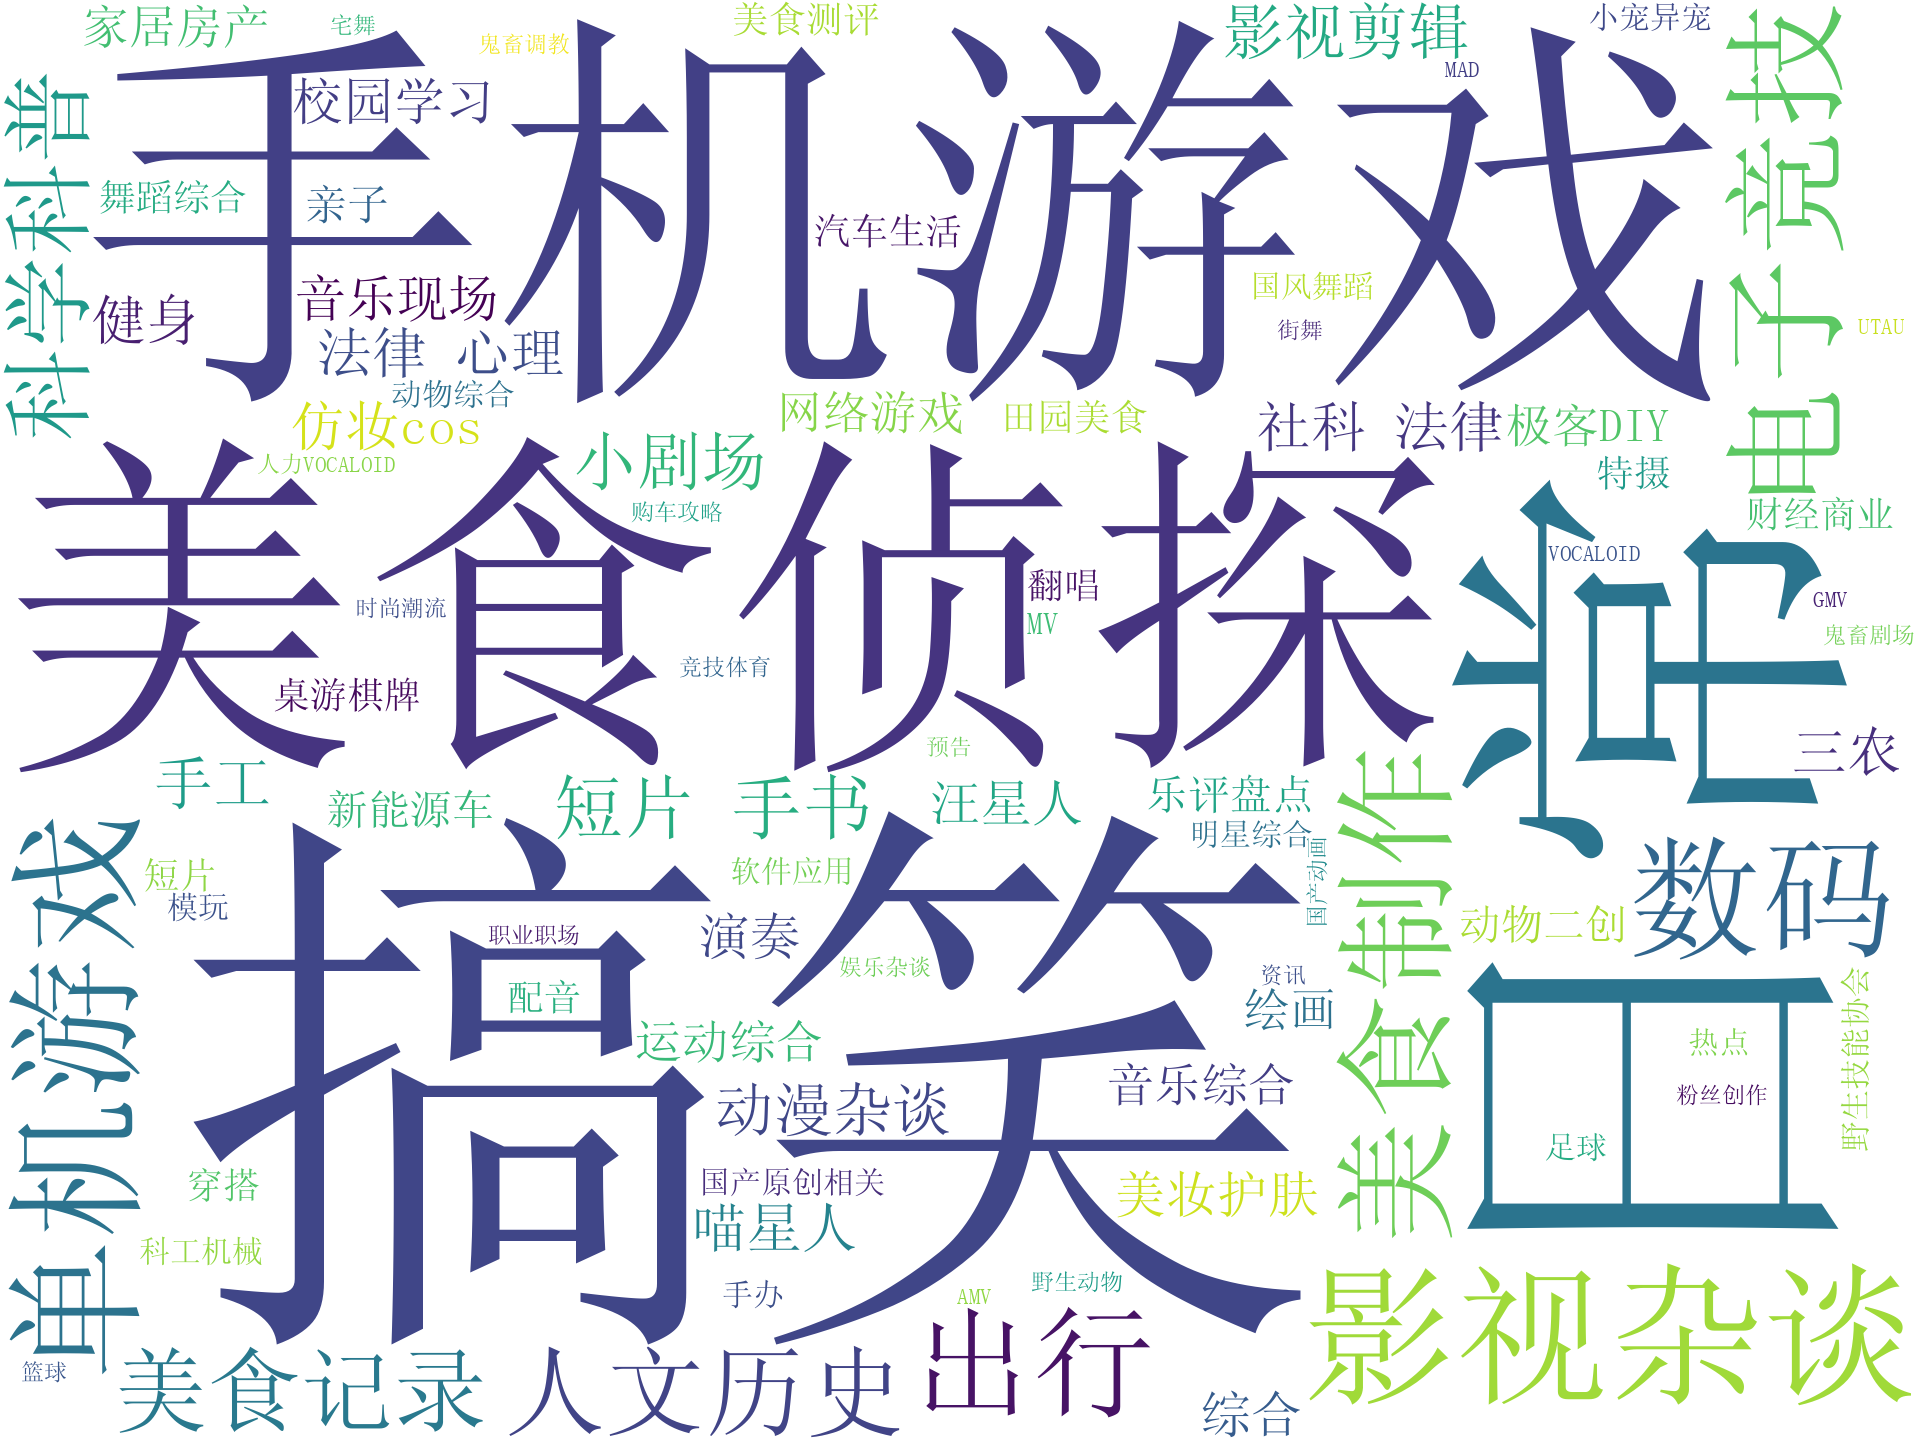 家居房产
宅舞
鬼畜调教
美食测评
影视剪辑
小宠异宠
MAD
手机游戏
电子竞技
科学科普
校园学习
舞蹈综合
亲子
汽车生活
国风舞蹈
街舞
UTAU
健身
音乐现场
法律 心理
动物综合
仿妆cos
人力VOCALOID
小剧场
购车攻略
网络游戏
田园美食
社科 法律
极客DIY
特摄
财经商业
美食侦探
日常
VOCALOID
GMV
鬼畜剧场
翻唱
MV
时尚潮流
竞技体育
桌游棋牌
预告
三农
手工
新能源车
短片
手书
汪星人
乐评盘点
明星综合
国产动画
美食制作
单机游戏
短片
模玩
软件应用
搞笑
演奏
职业职场
娱乐杂谈
配音
资讯
绘画
动物二创
数码
野生技能协会
热点
粉丝创作
足球
运动综合
动漫杂谈
音乐综合
国产原创相关
美妆护肤
喵星人
穿搭
科工机械
手办
AMV
野生动物
出行
影视杂谈
篮球
美食记录
人文历史
综合